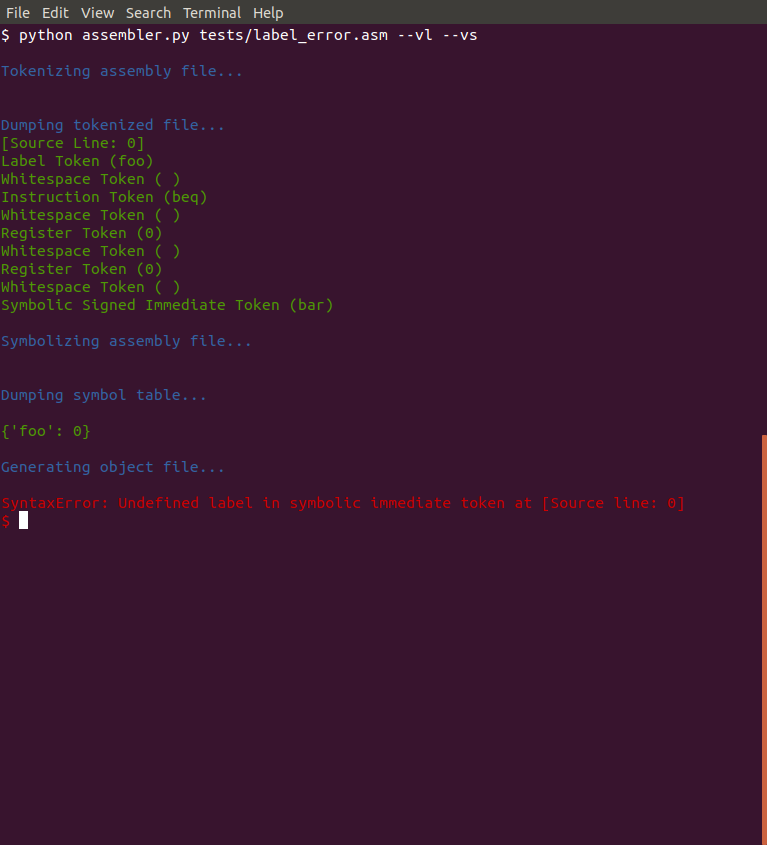 File Edit View Search Terminal Help
$ python assembler.py tests/label_error.asm --vl --vs
Tokenizing assembly file...
Dumping tokenized file...
[Source Line: 0]
Label Token (foo)
Whitespace Token ( )
Instruction Token (beq)
Whitespace Token ( )
Register Token (0)
Whitespace Token ( )
Register Token (0)
Whitespace Token ( )
Symbolic Signed Immediate Token (bar)
Symbolizing assembly file...
Dumping symbol table...
{'foo': 0}
Generating object file...
SyntaxError: Undefined label in symbolic immediate token at [Source line: 0]
$